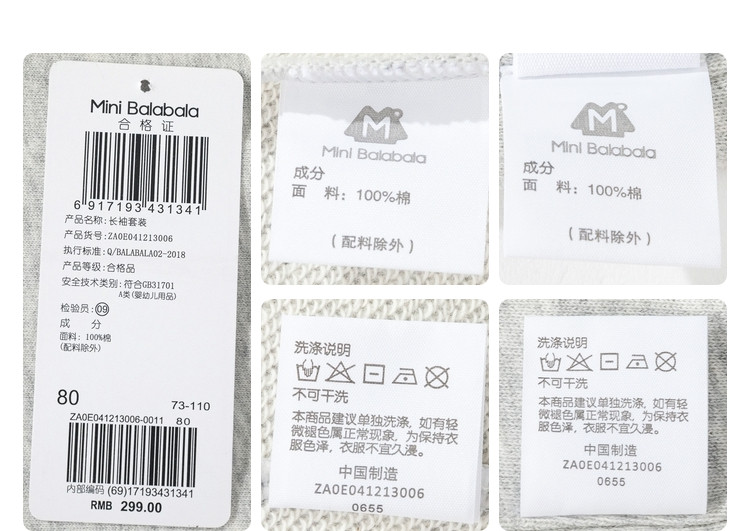 Mini Balabala
合格证
6 917193 431341
产品名称:长袖套装
产品货号:ZA0E041213006
执行标准:Q/BALABALA02-2018
产品等级:合格品
安全技术类别:符合GB31701
A类(婴幼儿用品)
检验员:09
成 分
面料:100%棉
(配料除外)
80
73-110
ZA0E041213006-0011 80
内部编码 (69)17193431341
RMB 299.00
M
Mini Balabala
成分
面 料: 100%棉
(配料除外)
M
Mini Balabala
成分
面 料: 100%棉
(配料除外)
洗涤说明
不可干洗
本商品建议单独洗涤, 如有轻
微褪色属正常现象, 为保持衣
服色泽, 衣服不宜久浸。
中国制造
ZA0E041213006
0655
洗涤说明
不可干洗
本商品建议单独洗涤, 如有轻
微褪色属正常现象, 为保持衣
服色泽, 衣服不宜久浸。
中国制造
ZA0E041213006
0655